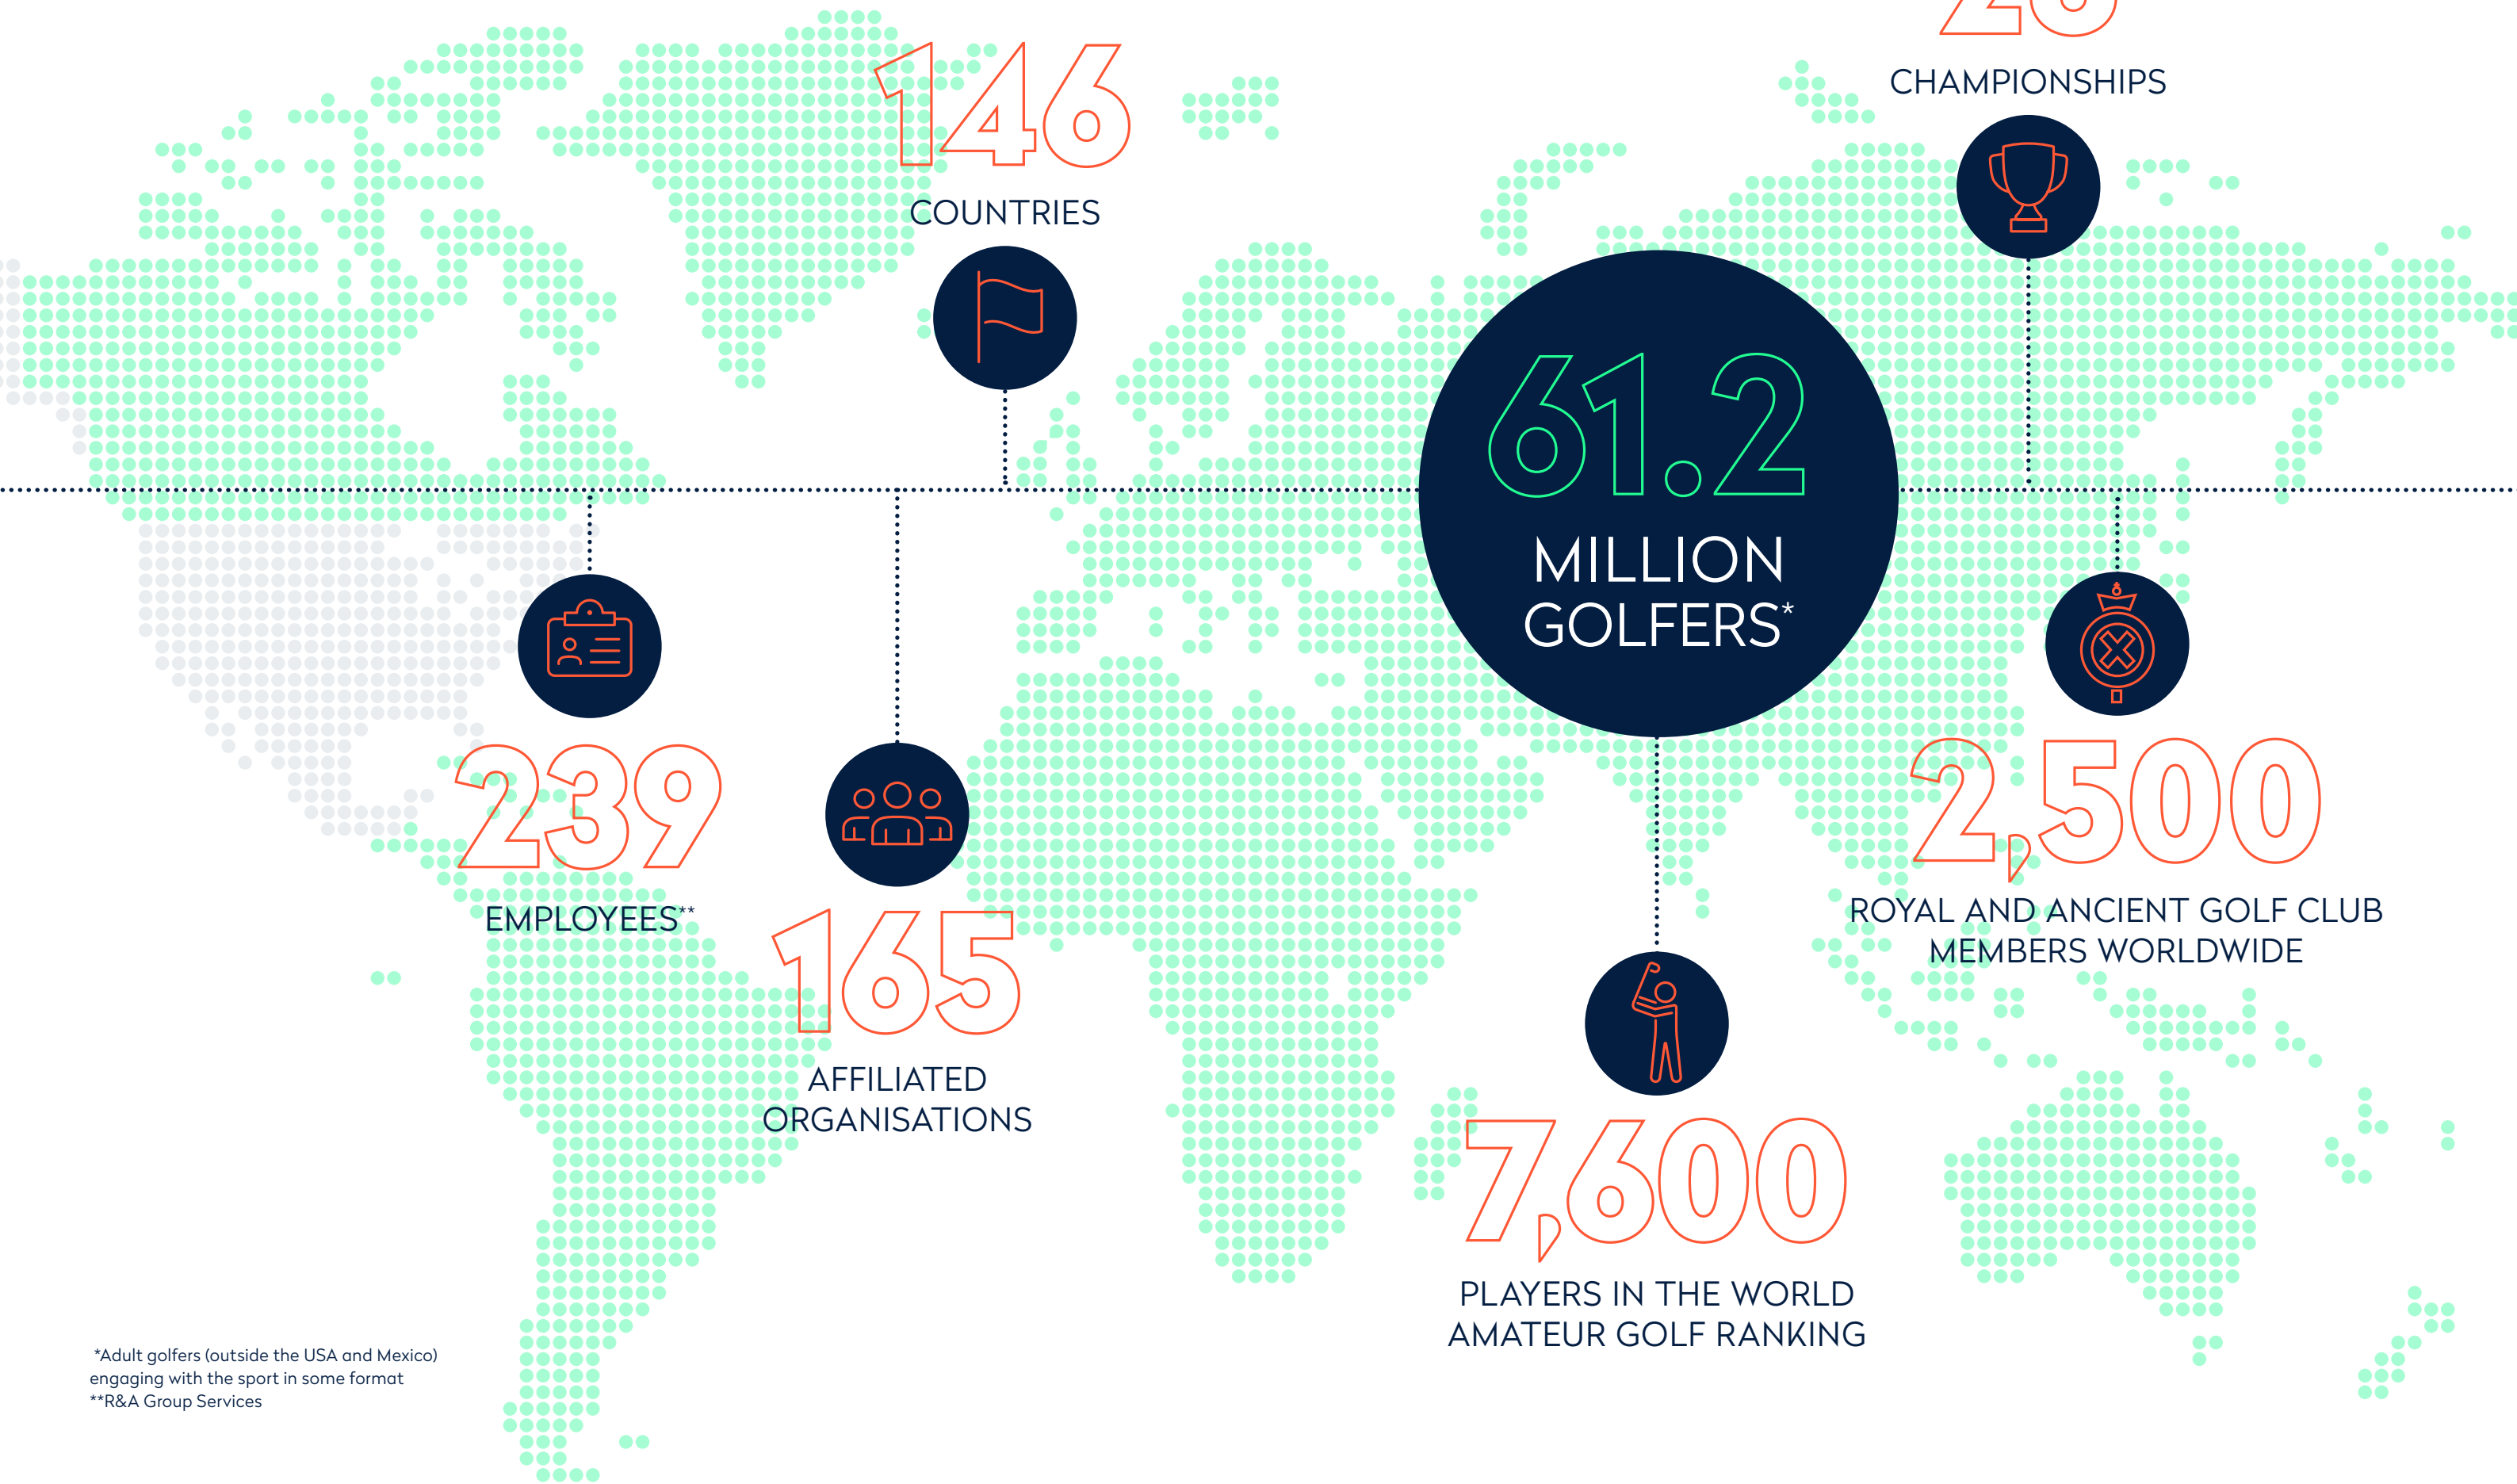 CHAMPIONSHIPS
146
COUNTRIES
61.2
MILLION
GOLFERS*
239
EMPLOYEES**
165
AFFILIATED
ORGANISATIONS
2,500
ROYAL AND ANCIENT GOLF CLUB
MEMBERS WORLDWIDE
7,600
PLAYERS IN THE WORLD
AMATEUR GOLF RANKING
*Adult golfers (outside the USA and Mexico)
engaging with the sport in some format
**R&A Group Services